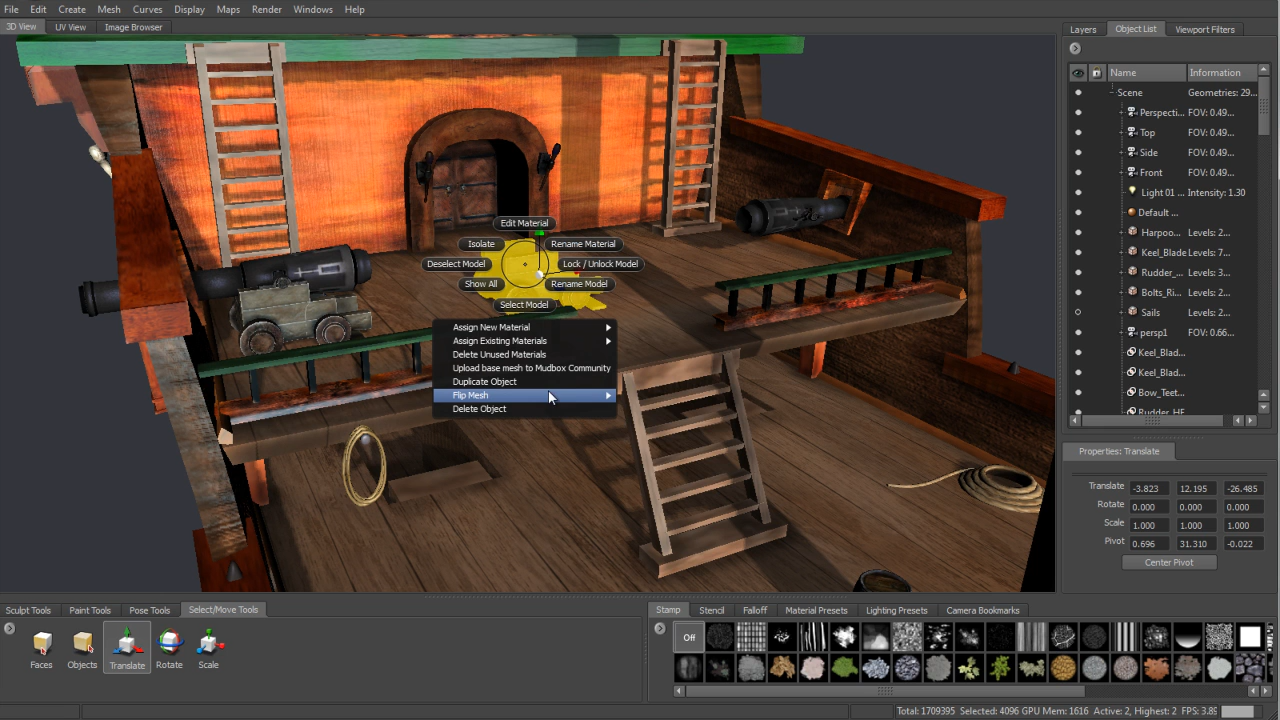 File Edit Create Mesh Curves Display Maps Render Windows Help
3D View UV View Image Browser
Layers Object List Viewport Filters
Name Information
Scene Geometries: 29...
Perspecti... FOV: 0.49...
Top FOV: 0.49...
Side FOV: 0.49...
Front FOV: 0.49...
Light 01 ... Intensity: 1.30
Default ...
Harpoo... Levels: 2...
Keel_Blade Levels: 7...
Rudder_... Levels: 3...
Bolts_Ri... Levels: 2...
Sails Levels: 2...
persp1 FOV: 0.66...
Keel_Blad...
Keel_Blad...
Bow_Teet...
Rudder_HF
Edit Material
Isolate Rename Material
Deselect Model Lock / Unlock Model
Show All Rename Model
Select Model
Assign New Material
Assign Existing Materials
Delete Unused Materials
Upload base mesh to Mudbox Community
Duplicate Object
Flip Mesh
Delete Object
Properties: Translate
Translate -3.823 12.195 -26.485
Rotate 0.000 0.000 0.000
Scale 1.000 1.000 1.000
Pivot 0.696 31.310 -0.022
Center Pivot
Sculpt Tools Paint Tools Pose Tools Select/Move Tools
Faces Objects Translate Rotate Scale
Stamp Stencil Falloff Material Presets Lighting Presets Camera Bookmarks
Off
Total: 1709395 Selected: 4096 GPU Mem: 1616 Active: 2, Highest: 2 FPS: 3.89